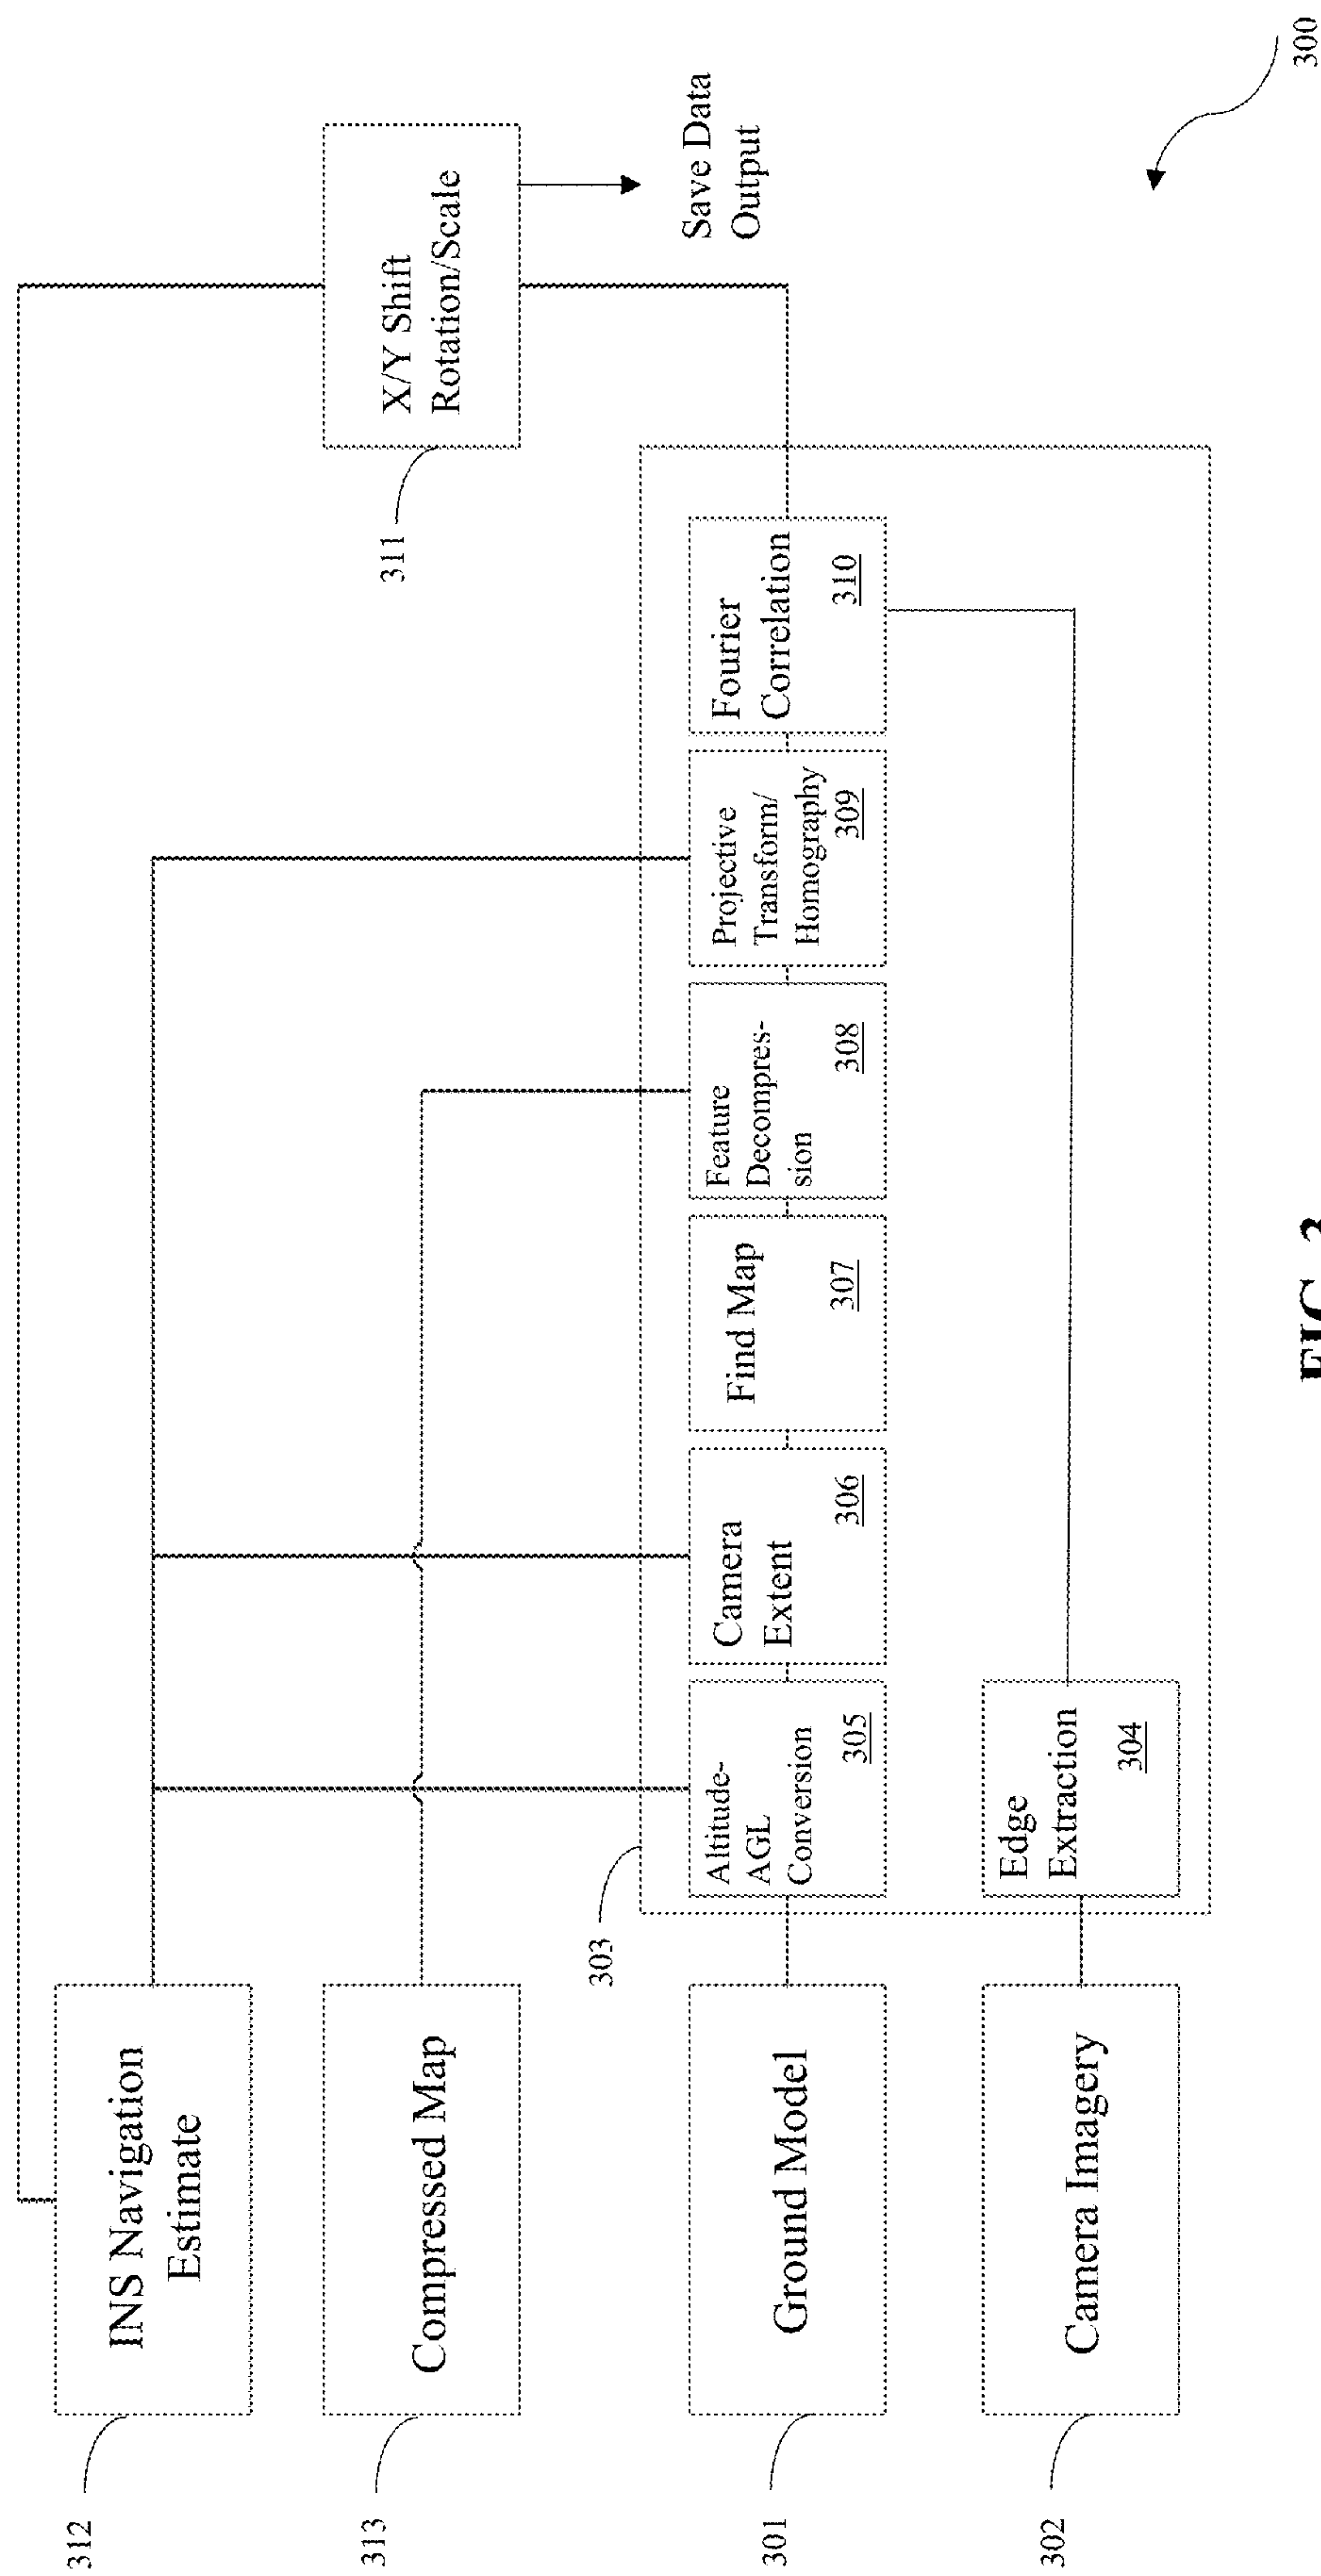 312
INS Navigation
Estimate
313
Compressed Map
301
Ground Model
302
Camera Imagery
303
Altitude-
AGL
Conversion
305
Camera
Extent
306
Find Map
307
Feature
Decompres-
sion
308
Projective
Transform/
Homography
309
Fourier
Correlation
310
Edge
Extraction
304
311
X/Y Shift
Rotation/Scale
Save Data
Output
300
FIG. 3